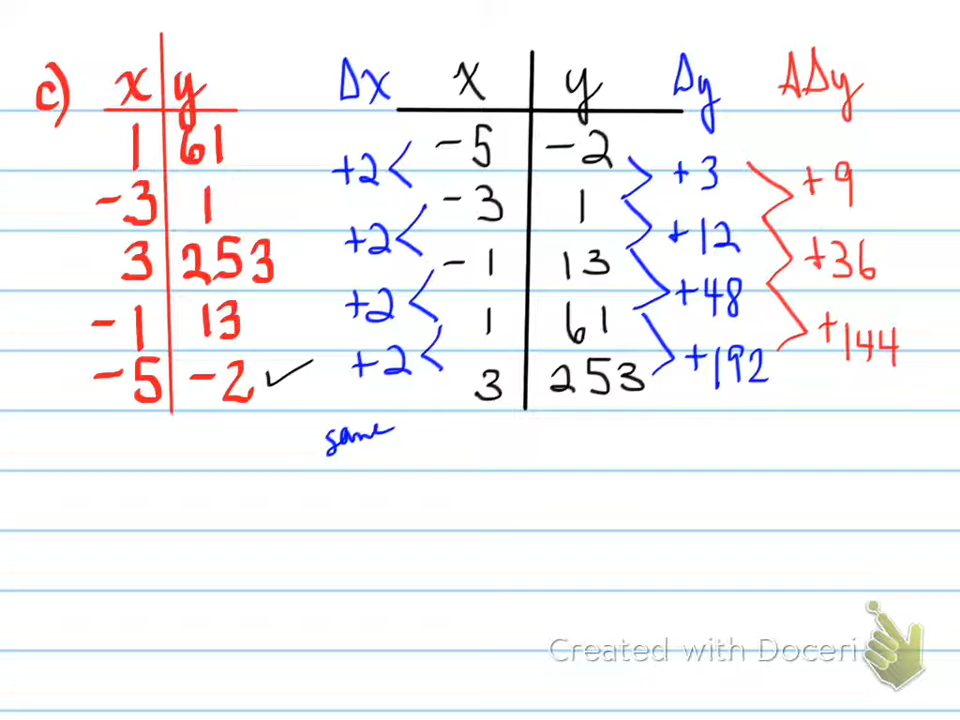 c) x y Δx x y Δy ΔΔy
1 61 -5 -2
+2 +3 +9
-3 1 -3 1
+2 +12 +36
3 253 -1 13
+2 +48 +144
-1 13 1 61
+2 +192
-5 -2 ✓ 3 253
same
Created with Doceri